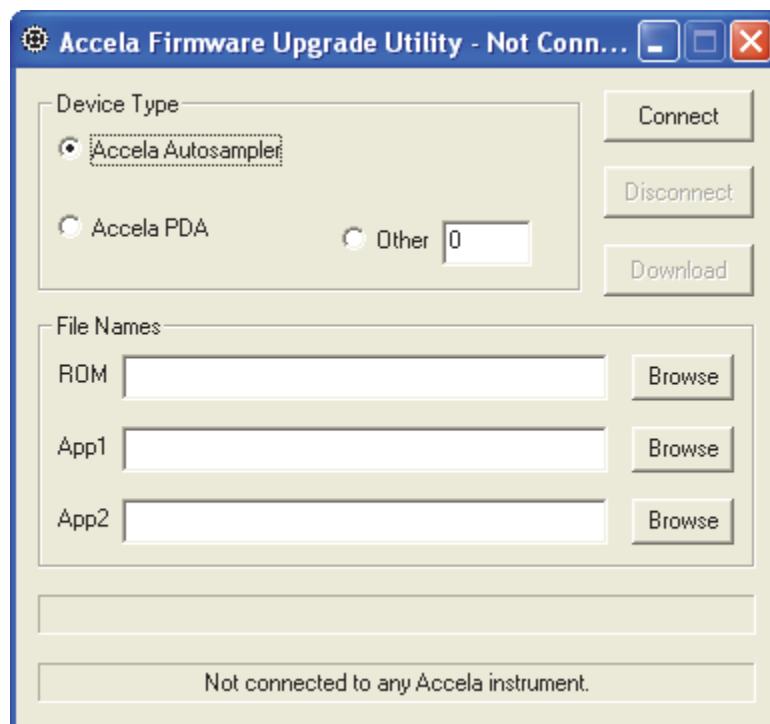 Accela Firmware Upgrade Utility - Not Conn...
Device Type
Accela Autosampler
Accela PDA
Other 0
Connect
Disconnect
Download
File Names
ROM Browse
App1 Browse
App2 Browse
Not connected to any Accela instrument.